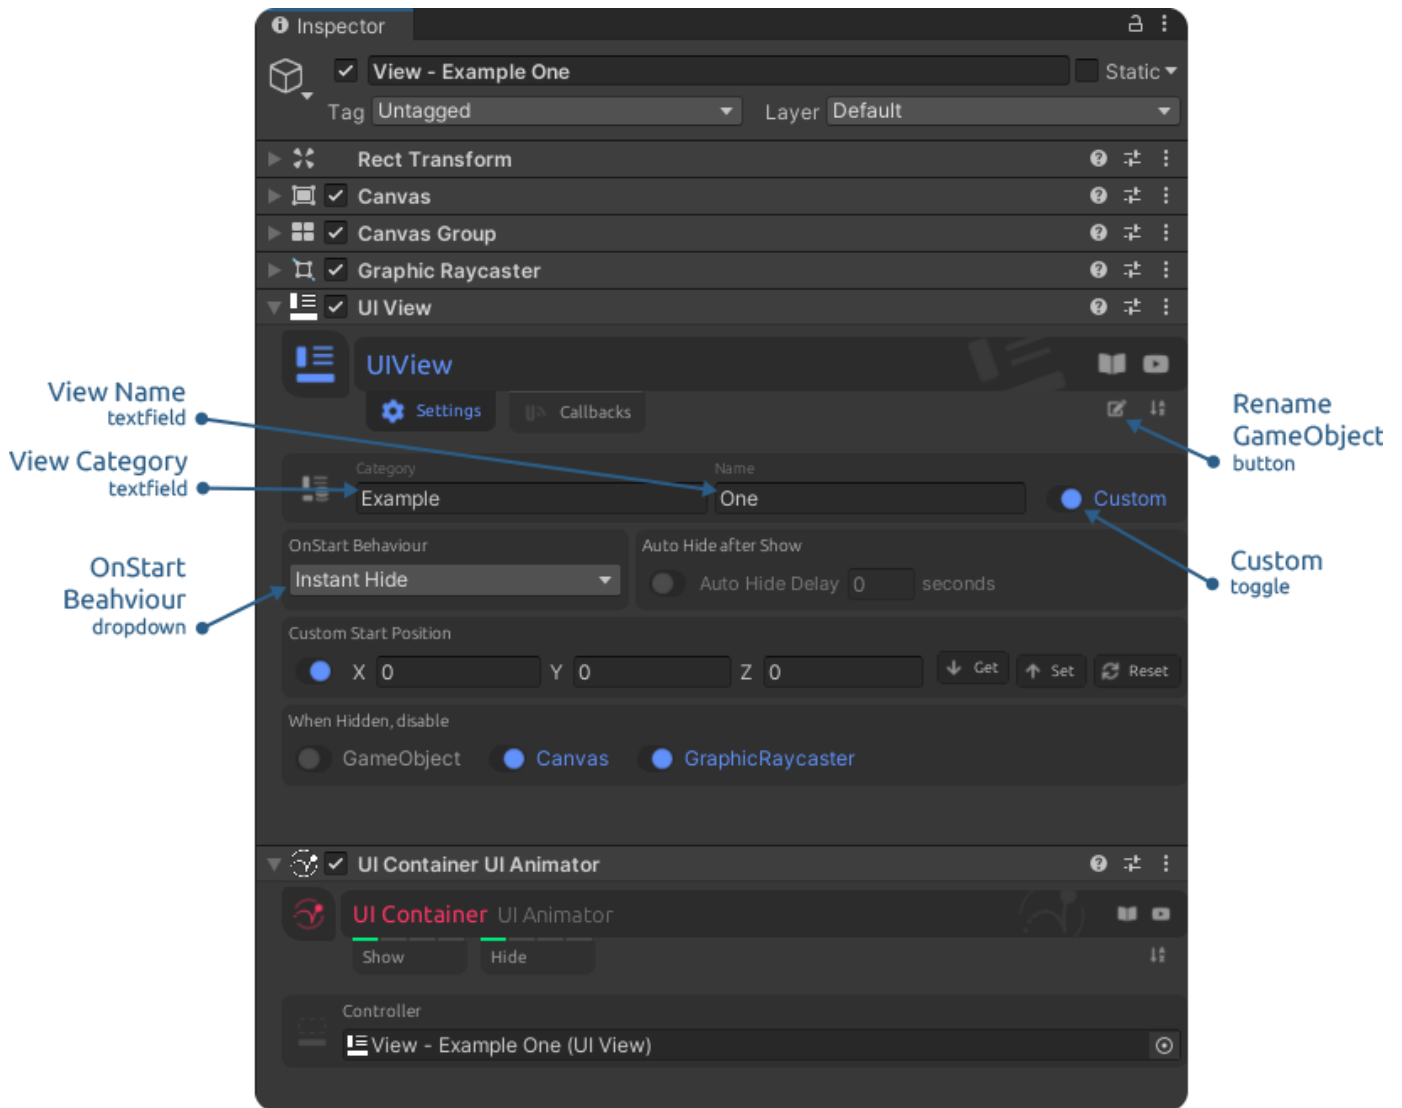 Inspector
View - Example One
Static
Tag Untagged Layer Default
Rect Transform
Canvas
Canvas Group
Graphic Raycaster
UI View
UIView
Settings Callbacks
View Name
textfield
View Category
textfield
OnStart
Beahviour
dropdown
Rename
GameObject
button
Custom
toggle
Category Name
Example One Custom
OnStart Behaviour Auto Hide after Show
Instant Hide Auto Hide Delay 0 seconds
Custom Start Position
X 0 Y 0 Z 0 Get Set Reset
When Hidden, disable
GameObject Canvas GraphicRaycaster
UI Container UI Animator
UI Container UI Animator
Show Hide
Controller
View - Example One (UI View)